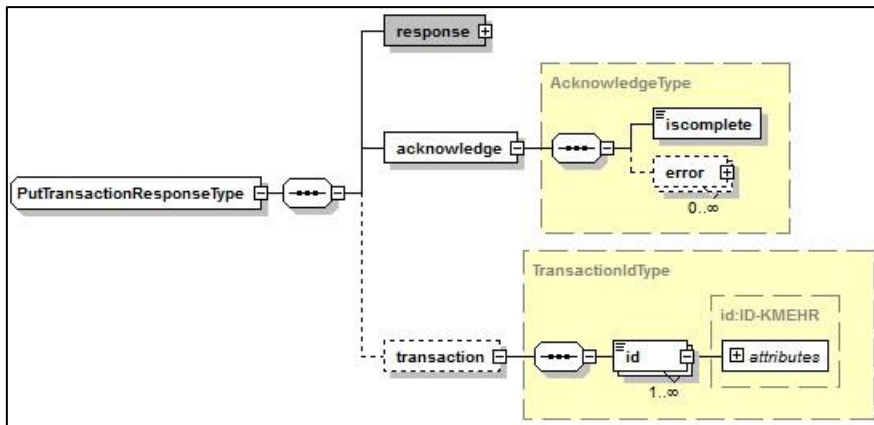 response
AcknowledgeType
iscomplete
acknowledge
error
0..∞
PutTransactionResponseType
TransactionIdType
id:ID-KMEHR
transaction
id
attributes
1..∞